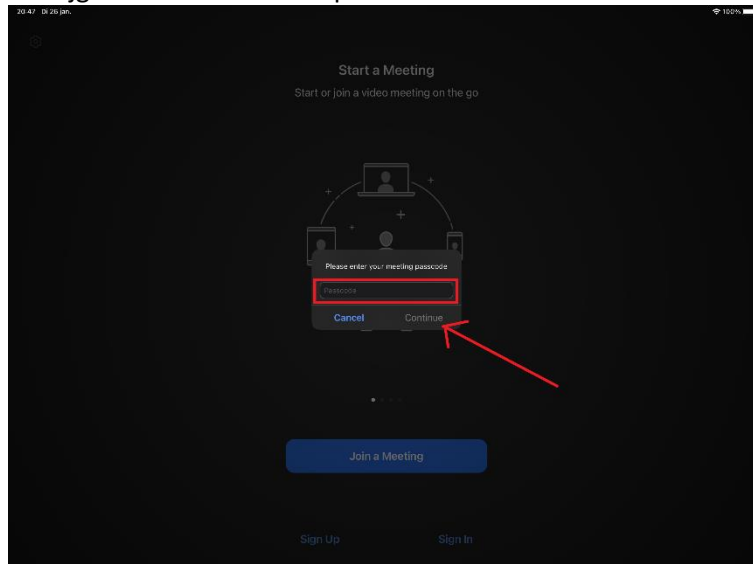 20:47 Di 26 jan.
100%
Start a Meeting
Start or join a video meeting on the go
Please enter your meeting passcode
Passcode
Cancel Continue
Join a Meeting
Sign Up Sign In